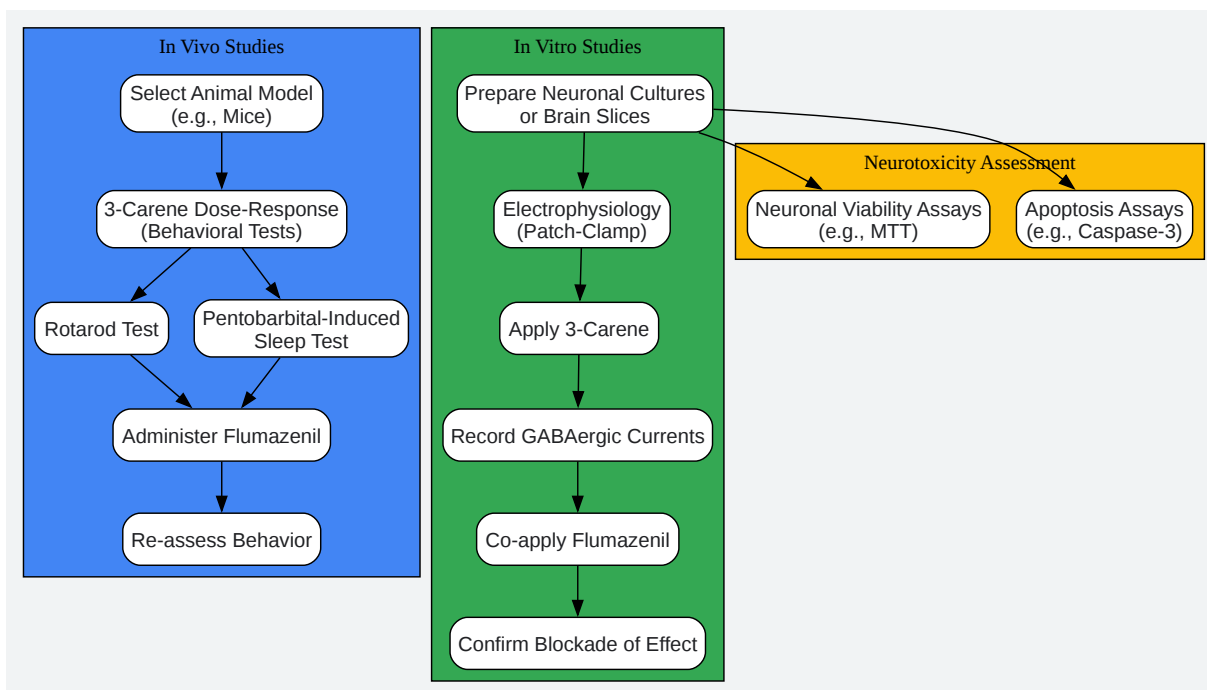 In Vivo Studies
Select Animal Model
(e.g., Mice)
3-Carene Dose-Response
(Behavioral Tests)
Rotarod Test
Pentobarbital-Induced
Sleep Test
Administer Flumazenil
Re-assess Behavior
In Vitro Studies
Prepare Neuronal Cultures
or Brain Slices
Electrophysiology
(Patch-Clamp)
Apply 3-Carene
Record GABAergic Currents
Co-apply Flumazenil
Confirm Blockade of Effect
Neurotoxicity Assessment
Neuronal Viability Assays
(e.g., MTT)
Apoptosis Assays
(e.g., Caspase-3)